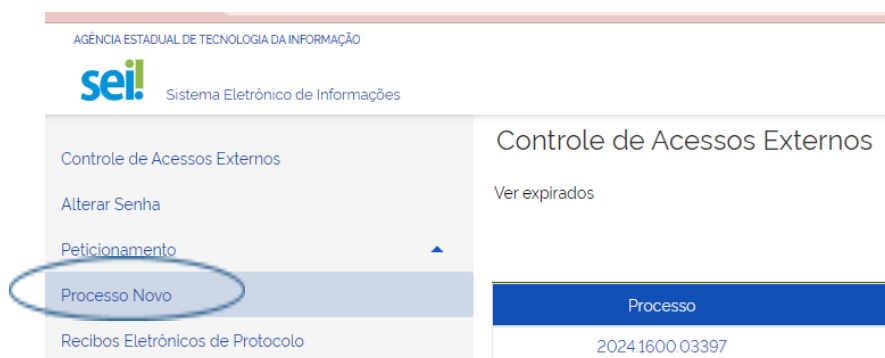 AGÊNCIA ESTADUAL DE TECNOLOGIA DA INFORMAÇÃO
sei!
Sistema Eletrônico de Informações
Controle de Acessos Externos
Alterar Senha
Peticionamento
Processo Novo
Recibos Eletrônicos de Protocolo
Controle de Acessos Externos
Ver expirados
Processo
2024.1600.03397